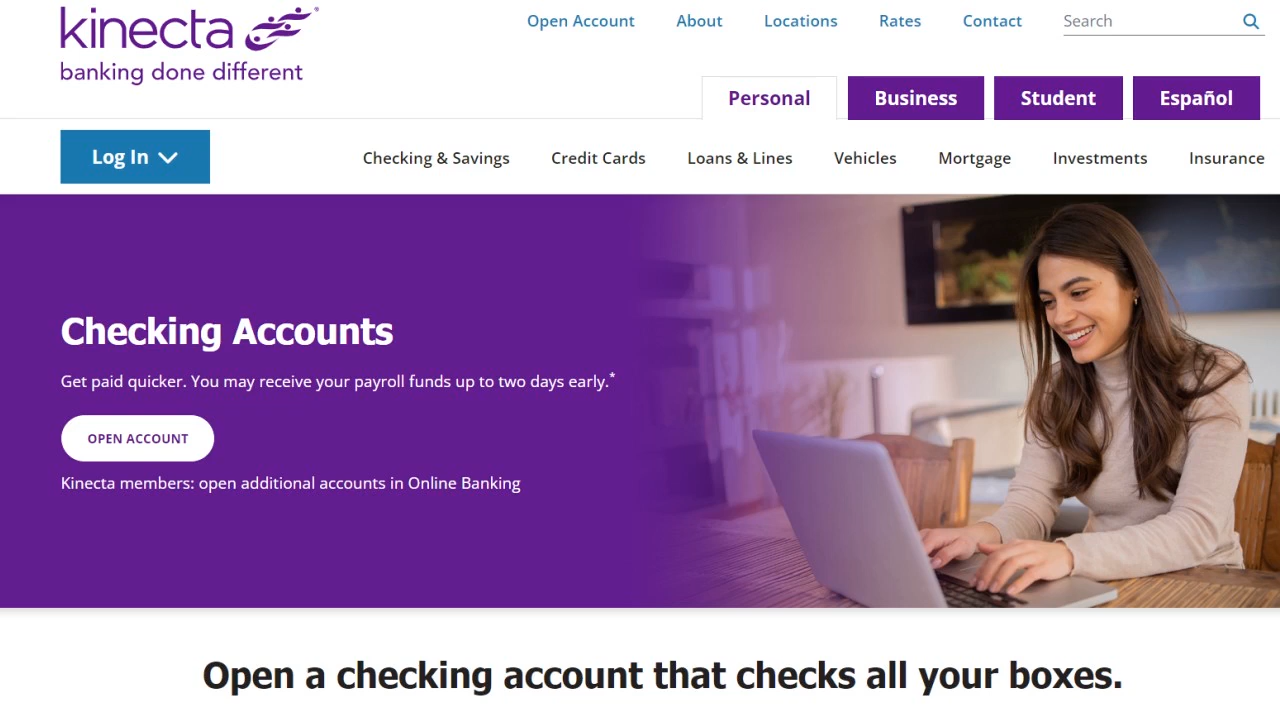 kinecta
banking done different
Open Account About Locations Rates Contact Search
Personal Business Student Español
Log In Checking & Savings Credit Cards Loans & Lines Vehicles Mortgage Investments Insurance
Checking Accounts
Get paid quicker. You may receive your payroll funds up to two days early.*
OPEN ACCOUNT
Kinecta members: open additional accounts in Online Banking
Open a checking account that checks all your boxes.